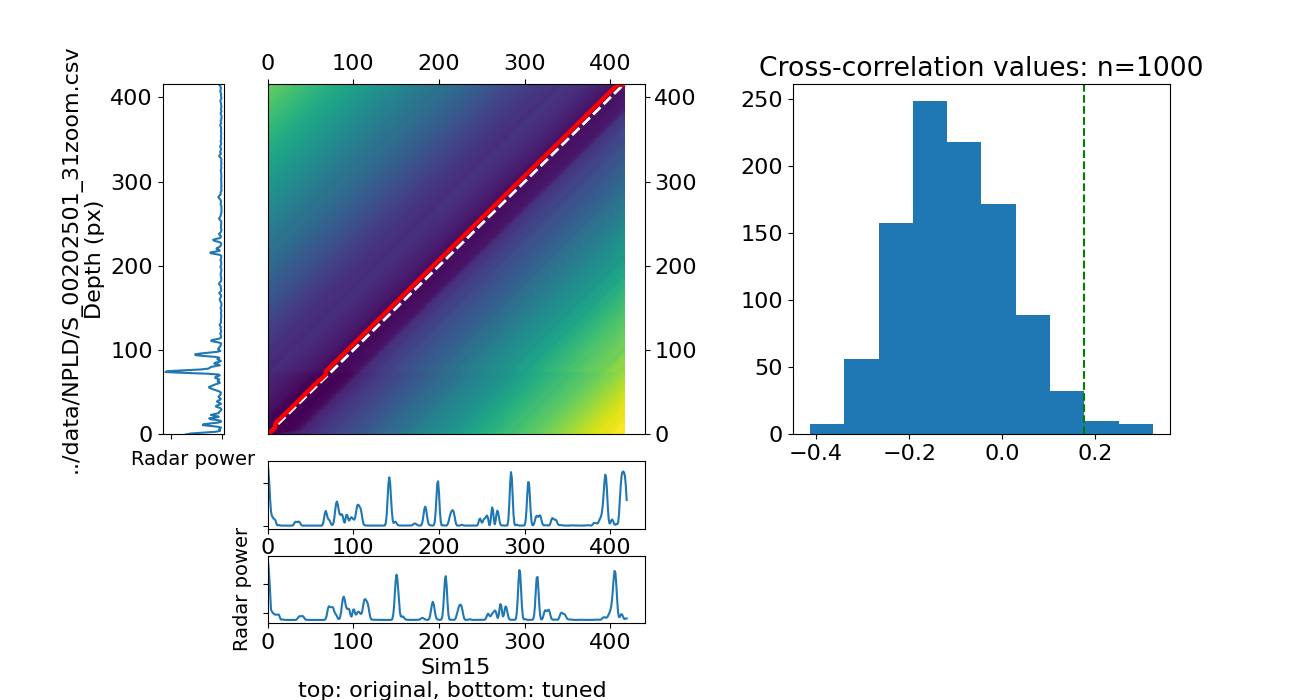 ../data/NPLD/S_00202501_31zoom.csv
Depth (px)
400
300
200
100
0
Radar power
0 100 200 300 400
400
300
200
100
0
0 100 200 300 400
Radar power
0 100 200 300 400
Sim15
top: original, bottom: tuned
Cross-correlation values: n=1000
250
200
150
100
50
0
−0.4 −0.2 0.0 0.2